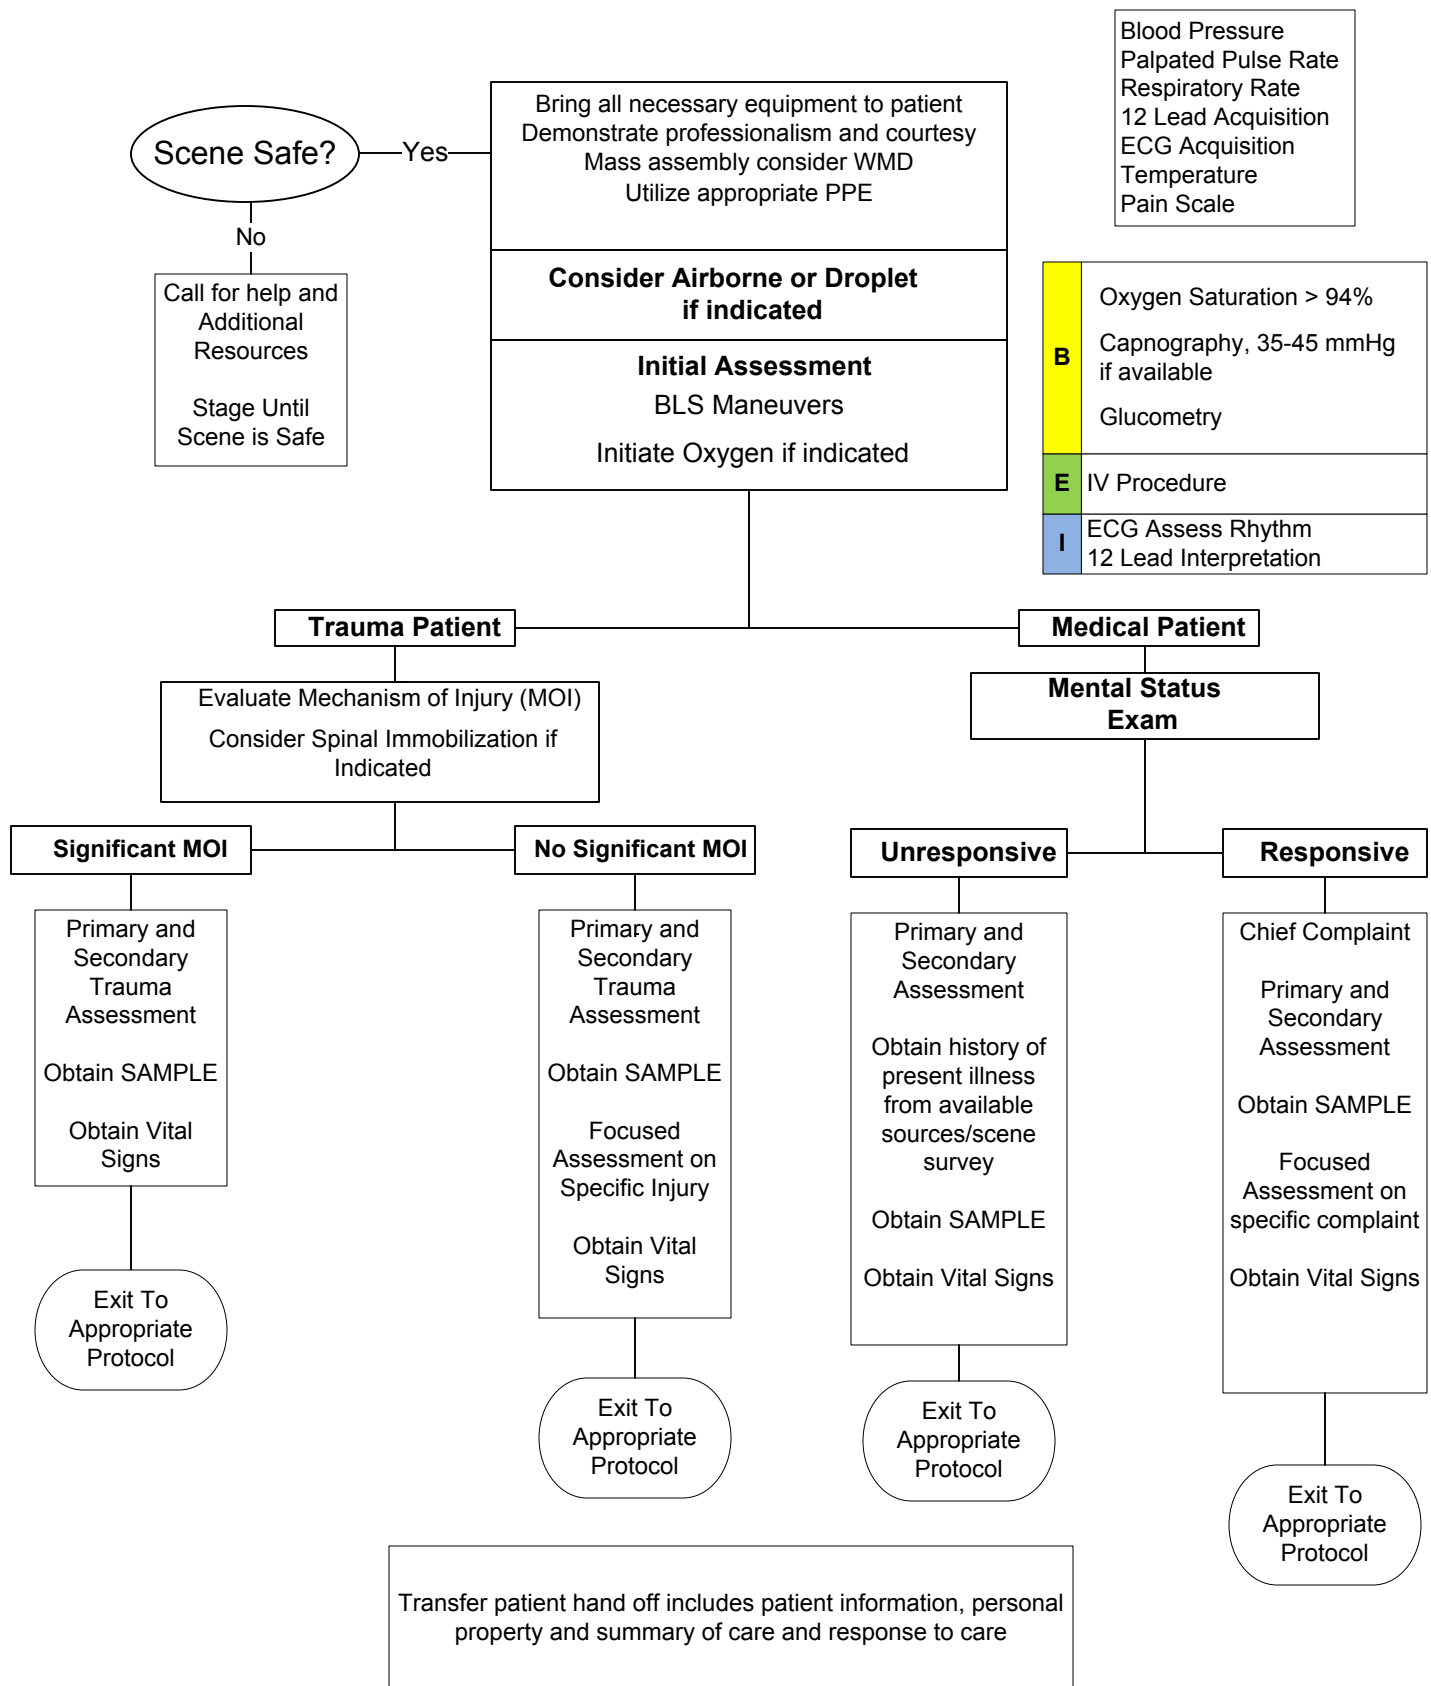 Scene Safe?
Yes
No
Call for help and
Additional
Resources
Stage Until
Scene is Safe
Bring all necessary equipment to patient
Demonstrate professionalism and courtesy
Mass assembly consider WMD
Utilize appropriate PPE
Consider Airborne or Droplet
if indicated
Initial Assessment
BLS Maneuvers
Initiate Oxygen if indicated
Blood Pressure
Palpated Pulse Rate
Respiratory Rate
12 Lead Acquisition
ECG Acquisition
Temperature
Pain Scale
B
Oxygen Saturation > 94%
Capnography, 35-45 mmHg
if available
Glucometry
E
IV Procedure
I
ECG Assess Rhythm
12 Lead Interpretation
Trauma Patient
Evaluate Mechanism of Injury (MOI)
Consider Spinal Immobilization if
Indicated
Medical Patient
Mental Status
Exam
Significant MOI
Primary and
Secondary
Trauma
Assessment
Obtain SAMPLE
Obtain Vital
Signs
Exit To
Appropriate
Protocol
No Significant MOI
Primary and
Secondary
Trauma
Assessment
Obtain SAMPLE
Focused
Assessment on
Specific Injury
Obtain Vital
Signs
Exit To
Appropriate
Protocol
Unresponsive
Primary and
Secondary
Assessment
Obtain history of
present illness
from available
sources/scene
survey
Obtain SAMPLE
Obtain Vital Signs
Exit To
Appropriate
Protocol
Responsive
Chief Complaint
Primary and
Secondary
Assessment
Obtain SAMPLE
Focused
Assessment on
specific complaint
Obtain Vital Signs
Exit To
Appropriate
Protocol
Transfer patient hand off includes patient information, personal
property and summary of care and response to care